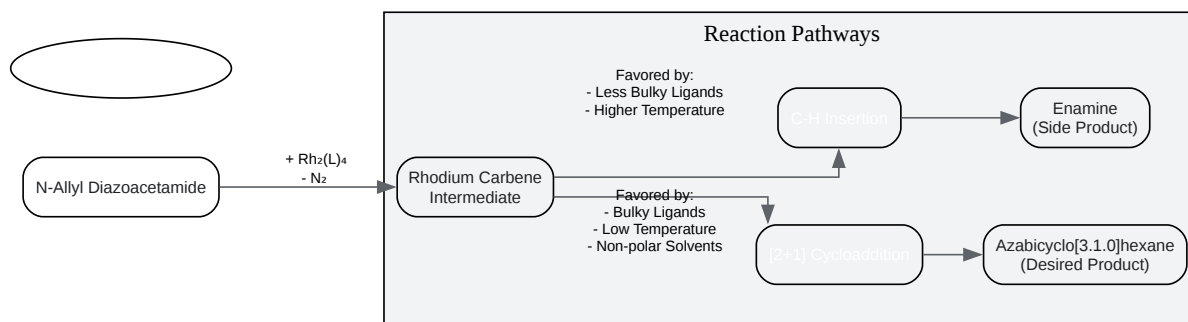 Reaction Pathways
Favored by:
- Less Bulky Ligands
- Higher Temperature
C-H Insertion
Enamine
(Side Product)
N-Allyl Diazoacetamide
+ Rh₂(L)₄
- N₂
Rhodium Carbene
Intermediate
Favored by:
- Bulky Ligands
- Low Temperature
- Non-polar Solvents
[2+1] Cycloaddition
Azabicyclo[3.1.0]hexane
(Desired Product)